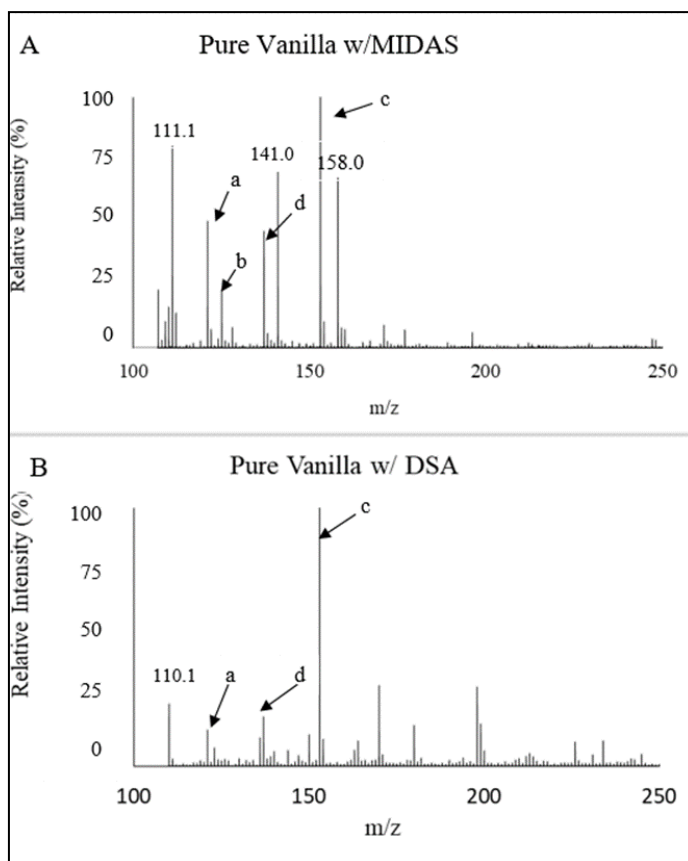 A
Pure Vanilla w/MIDAS
Relative Intensity (%)
100
75
50
25
0
111.1
a
b
141.0
d
c
158.0
100
150
200
250
m/z
B
Pure Vanilla w/ DSA
Relative Intensity (%)
100
75
50
25
0
110.1
a
d
c
100
150
200
250
m/z